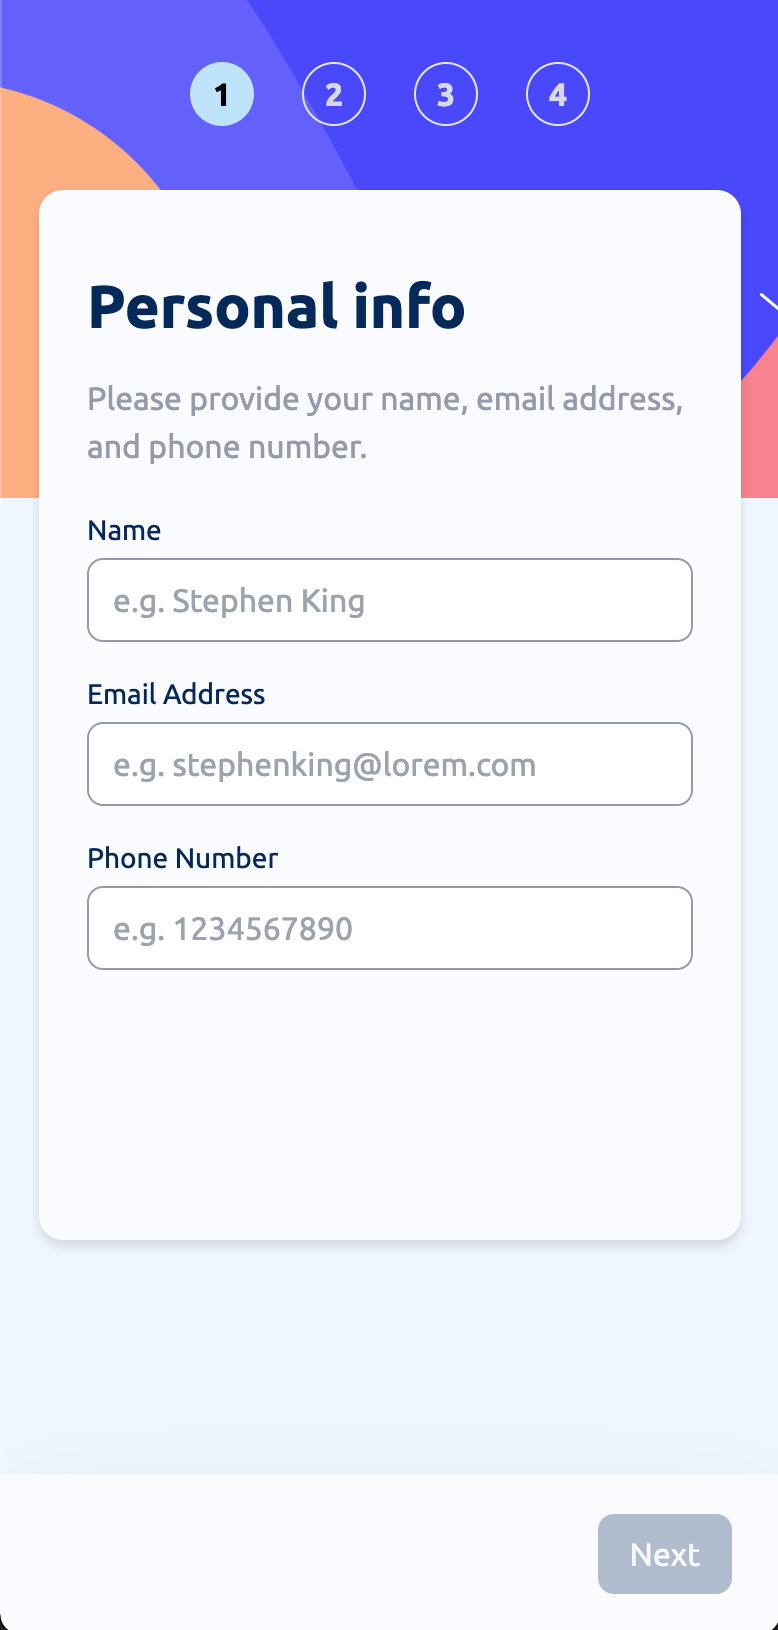 1 2 3 4
Personal info
Please provide your name, email address,
and phone number.
Name
e.g. Stephen King
Email Address
e.g. stephenking@lorem.com
Phone Number
e.g. 1234567890
Next